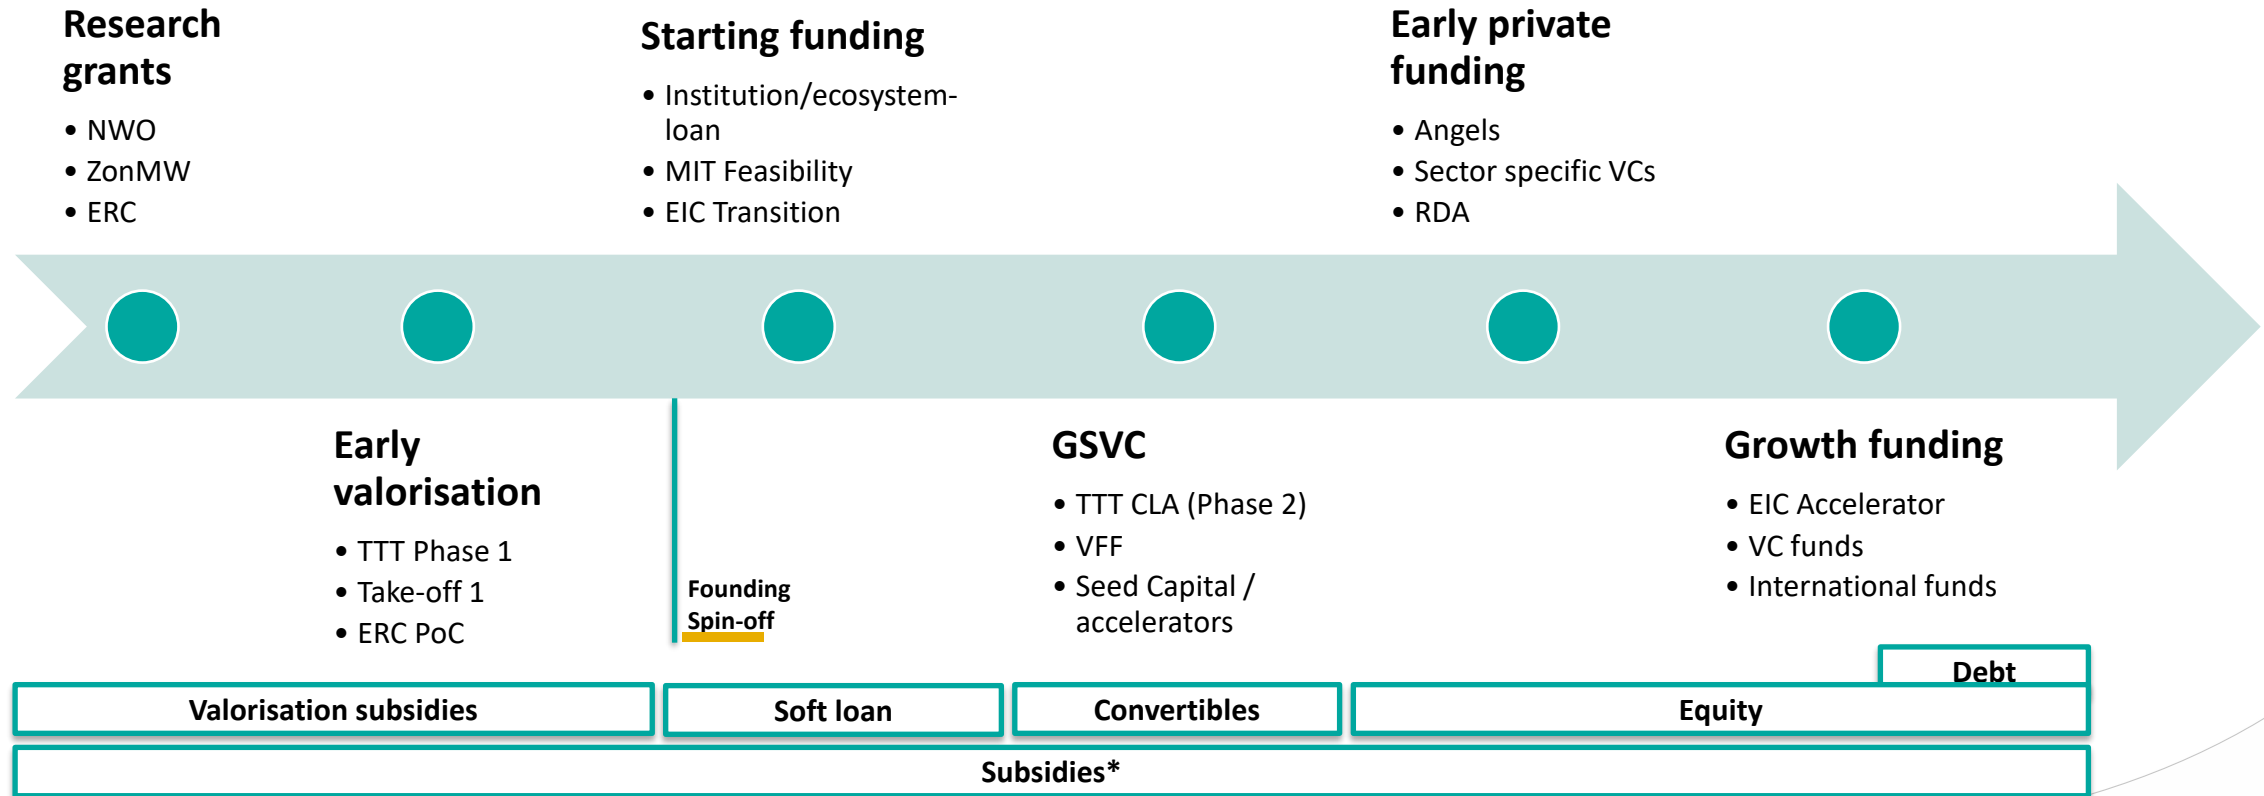 Research
grants
• NWO
• ZonMW
• ERC
Starting funding
• Institution/ecosystem-
loan
• MIT Feasibility
• EIC Transition
Early private
funding
• Angels
• Sector specific VCs
• RDA
Early
valorisation
• TTT Phase 1
• Take-off 1
• ERC PoC
Founding
Spin-off
GSVC
• TTT CLA (Phase 2)
• VFF
• Seed Capital /
accelerators
Growth funding
• EIC Accelerator
• VC funds
• International funds
Debt
Valorisation subsidies
Soft loan
Convertibles
Equity
Subsidies*